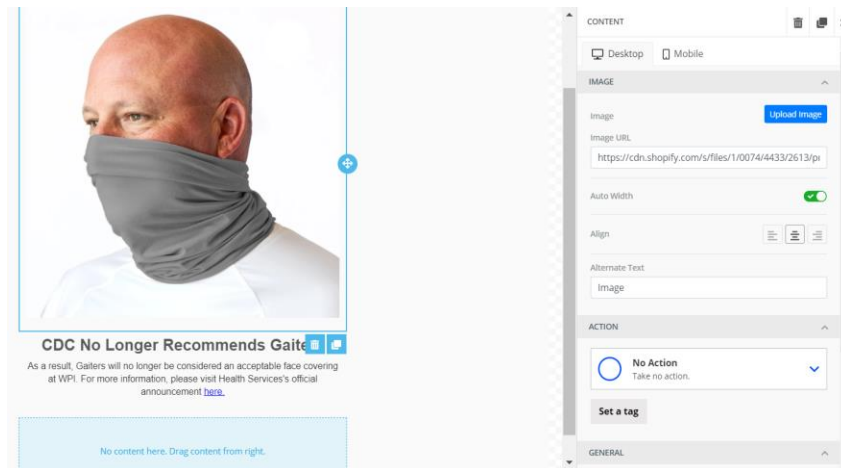 CONTENT
Desktop
Mobile
IMAGE
Image
Upload Image
Image URL
https://cdn.shopify.com/s/files/1/0074/4433/2613/p
Auto Width
Align
Alternate Text
Image
ACTION
No Action
Take no action.
Set a tag
GENERAL
CDC No Longer Recommends Gaite
As a result, Gaiters will no longer be considered an acceptable face covering
at WPI. For more information, please visit Health Services's official
announcement here.
No content here. Drag content from right.